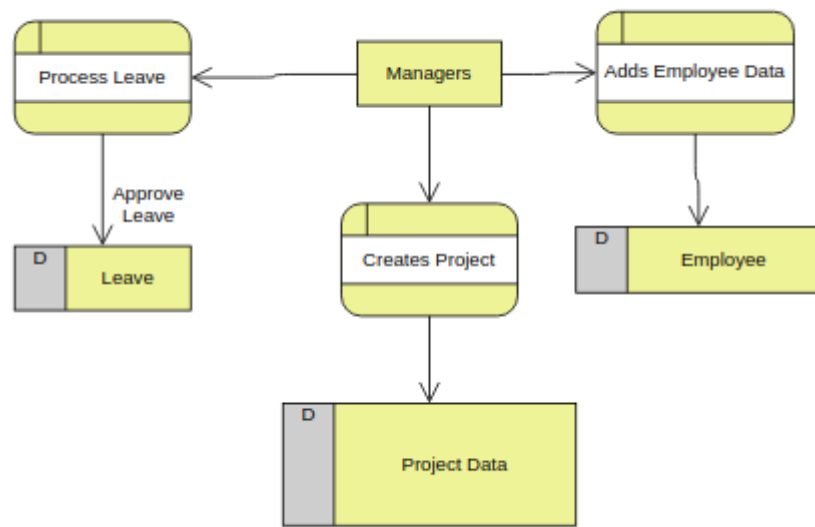 Process Leave
Managers
Adds Employee Data
Approve
Leave
D
Leave
Creates Project
D
Employee
D
Project Data